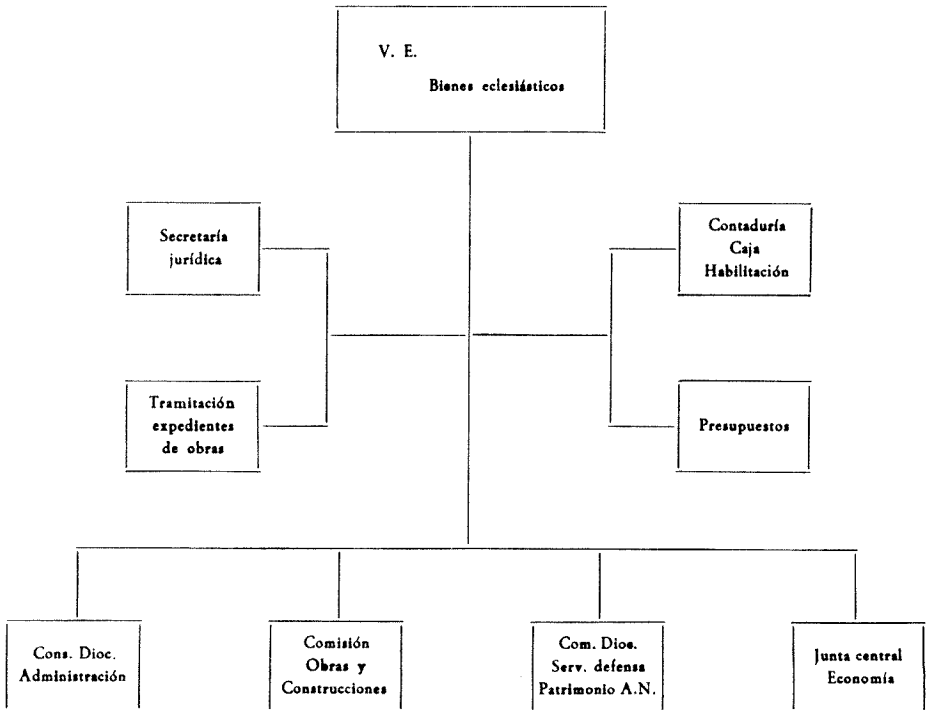 V. E.
Bienes eclesiásticos
Secretaría
jurídica
Contaduría
Caja
Habilitación
Tramitación
expedientes
de obras
Presupuestos
Cons. Dioc.
Administración
Comisión
Obras y
Construcciones
Com. Dioc.
Serv. defensa
Patrimonio A.N.
Junta central
Economía